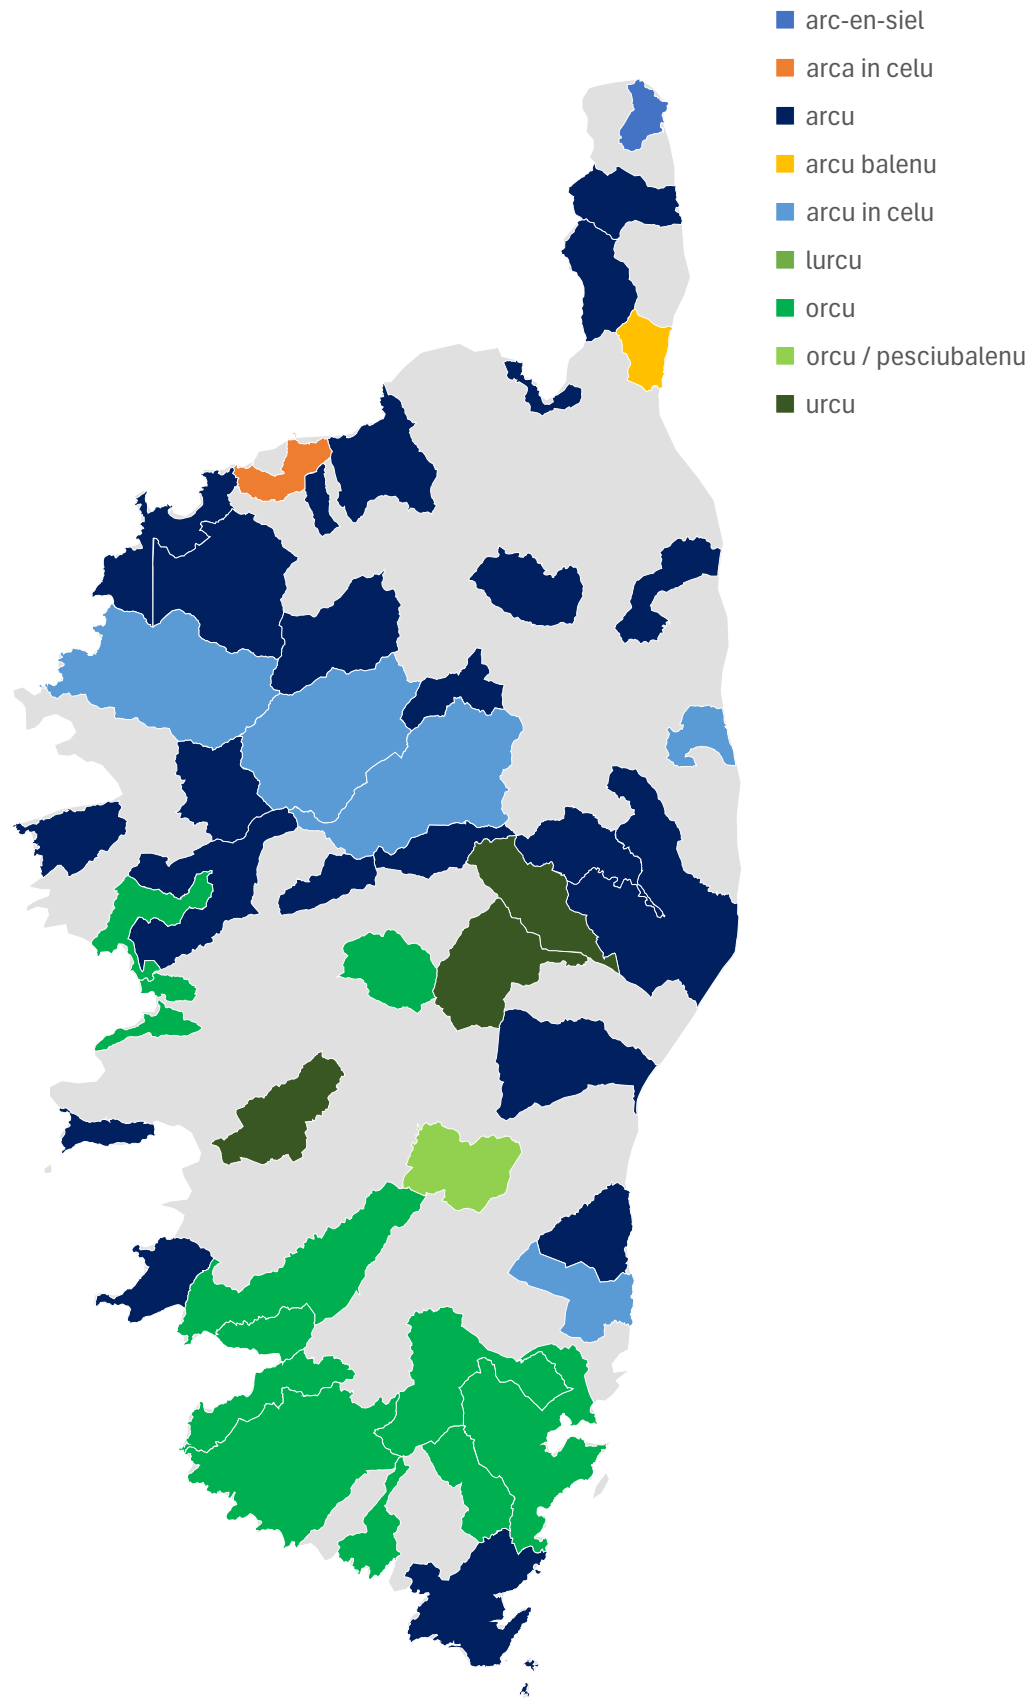 arc-en-siel
arca in celu
arcu
arcu balenu
arcu in celu
lurcu
orcu
orcu / pesciubalenu
urcu